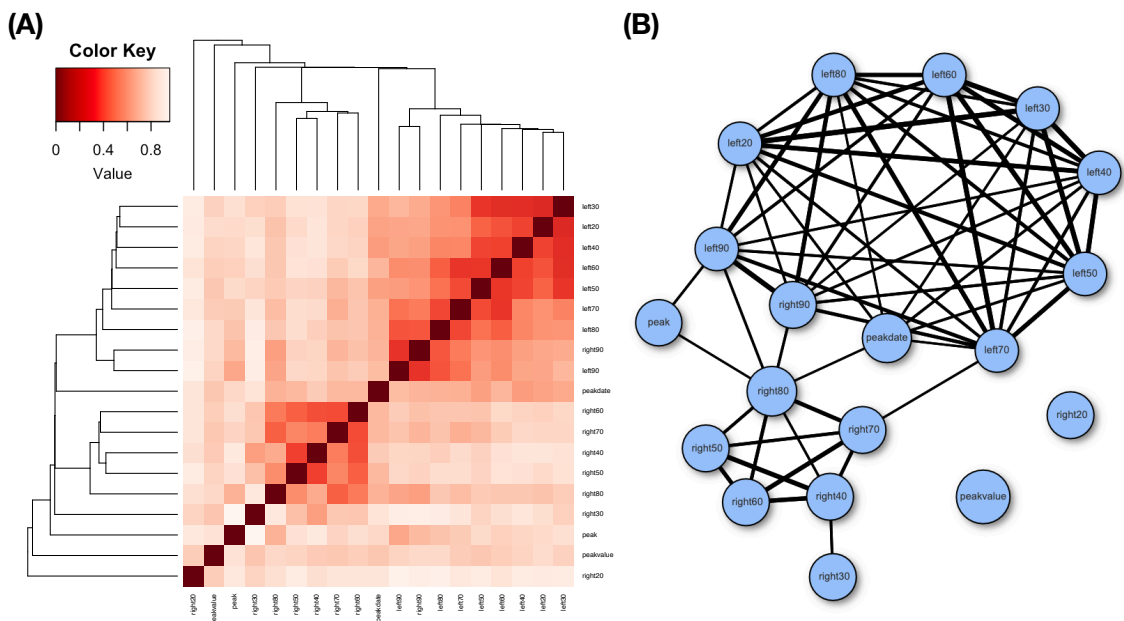 (A)
Color Key
0 0.4 0.8
Value
left30
left20
left40
left60
left50
left70
left80
right90
left90
peakdate
right60
right70
right40
right50
right80
right30
peak
peakvalue
right20
right20
eakvalue
peak
right30
right80
right50
right40
right70
right60
peakdate
left90
right90
left80
left70
left50
left60
left40
left20
left30
(B)
left80
left60
left30
left20
left40
left90
left50
right90
peak
peakdate
left70
right80
right20
right70
right50
right60
right40
peakvalue
right30